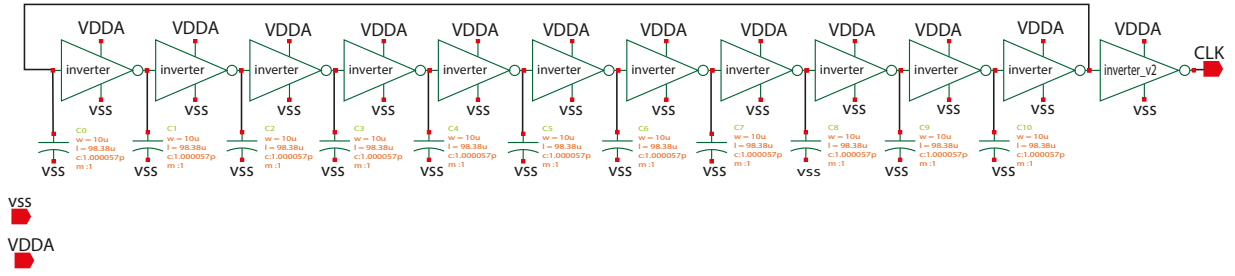 VDDA VDDA VDDA VDDA VDDA VDDA VDDA VDDA VDDA VDDA VDDA VDDA
CLK
inverter inverter inverter inverter inverter inverter inverter inverter inverter inverter inverter inverter_v2
vss vss vss vss vss vss vss vss vss vss vss vss
C0 C1 C2 C3 C4 C5 C6 C7 C8 C9 C10
w = 10u w = 10u w = 10u w = 10u w = 10u w = 10u w = 10u w = 10u w = 10u w = 10u w = 10u
l = 98.38u l = 98.38u l = 98.38u l = 98.38u l = 98.38u l = 98.38u l = 98.38u l = 98.38u l = 98.38u l = 98.38u l = 98.38u
c:1.000057p c:1.000057p c:1.000057p c:1.000057p c:1.000057p c:1.000057p c:1.000057p c:1.000057p c:1.000057p c:1.000057p c:1.000057p
m :1 m :1 m :1 m :1 m :1 m :1 m :1 m :1 m :1 m :1 m :1
vss vss vss vss vss vss vss vss vss vss vss
vss
VDDA